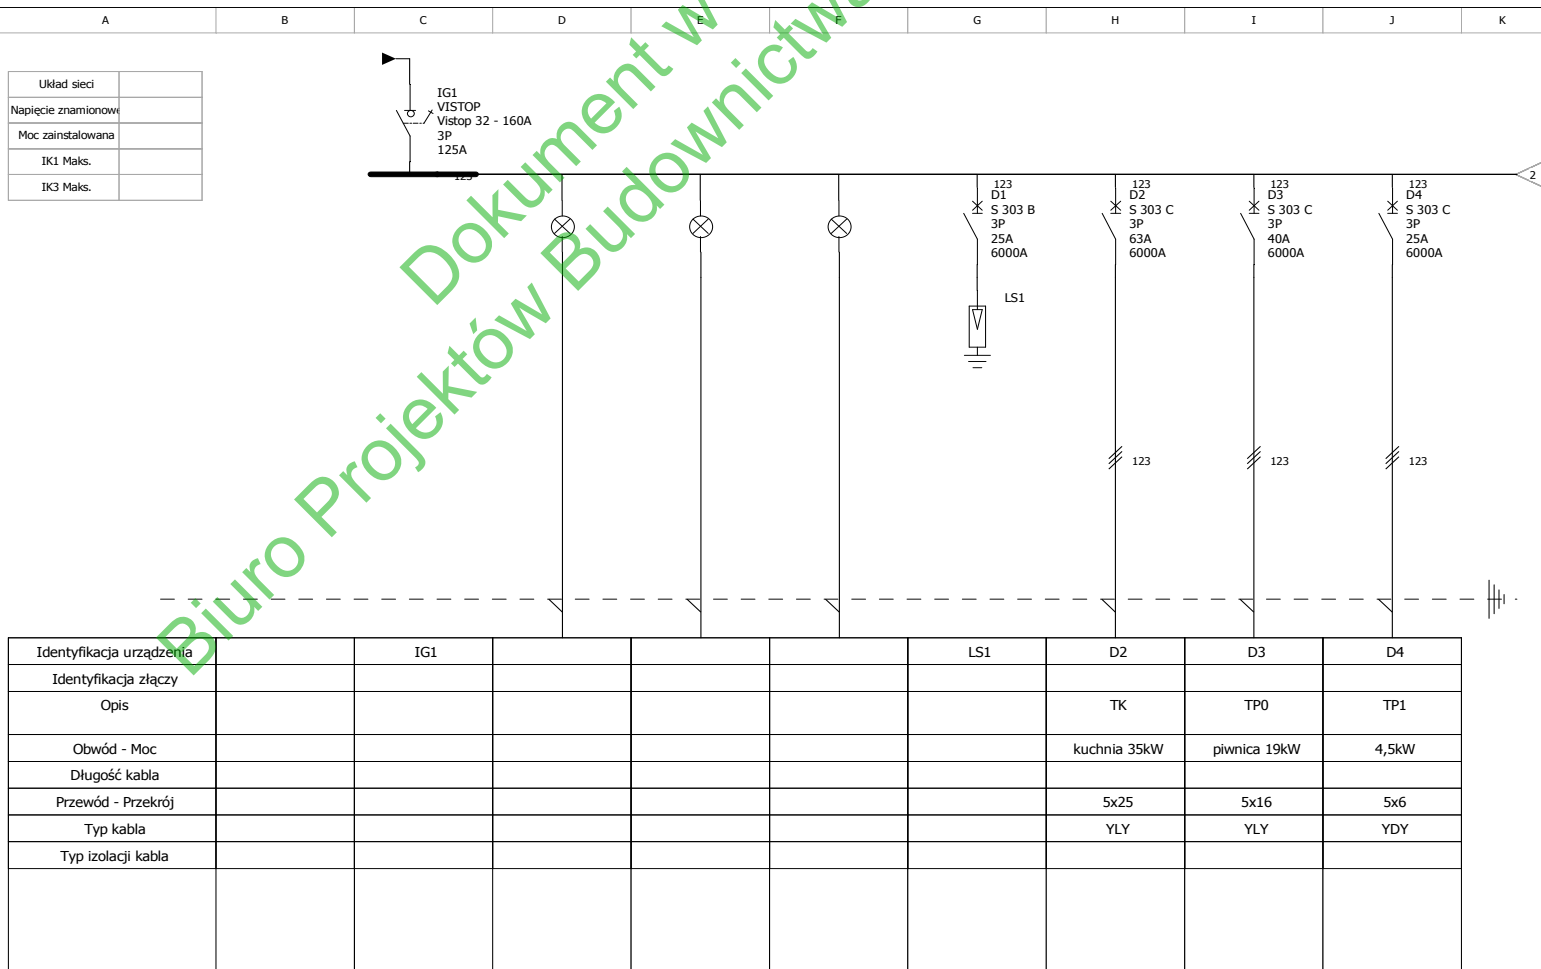 A B C D E F G H I J K
Układ sieci
Napięcie znamionowe
Moc zainstalowana
IK1 Maks.
IK3 Maks.
IG1
VISTOP
Vistop 32 - 160A
3P
125A
123
2
123
D1
S 303 B
3P
25A
6000A
LS1
123
D2
S 303 C
3P
63A
6000A
123
123
D3
S 303 C
3P
40A
6000A
123
123
D4
S 303 C
3P
25A
6000A
123
Dokument w
Biuro Projektów Budownictwa
Identyfikacja urządzenia IG1 LS1 D2 D3 D4
Identyfikacja złączy
Opis TK TP0 TP1
Obwód - Moc kuchnia 35kW piwnica 19kW 4,5kW
Długość kabla
Przewód - Przekrój 5x25 5x16 5x6
Typ kabla YLY YLY YDY
Typ izolacji kabla